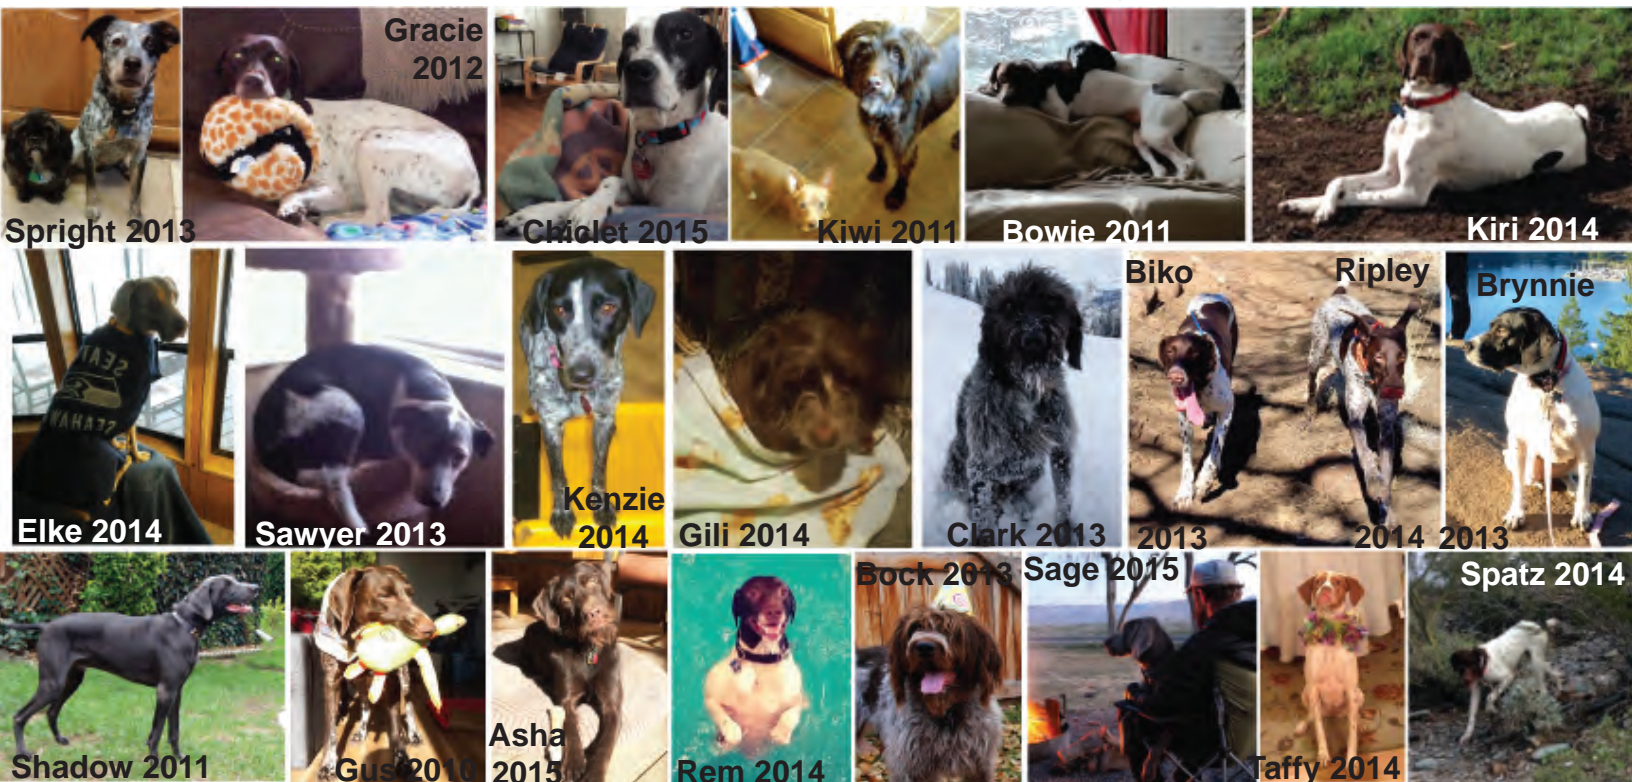 Gracie
2012
Spright 2013
Chiclet 2015
Kiwi 2011
Bowie 2011
Kiri 2014
Elke 2014
Sawyer 2013
Kenzie
2014
Gili 2014
Clark 2013
Biko
2013
Ripley
2014
Brynnie
2013
Shadow 2011
Gus 2010
Asha
2015
Rem 2014
Bock 2013
Sage 2015
Taffy 2014
Spatz 2014